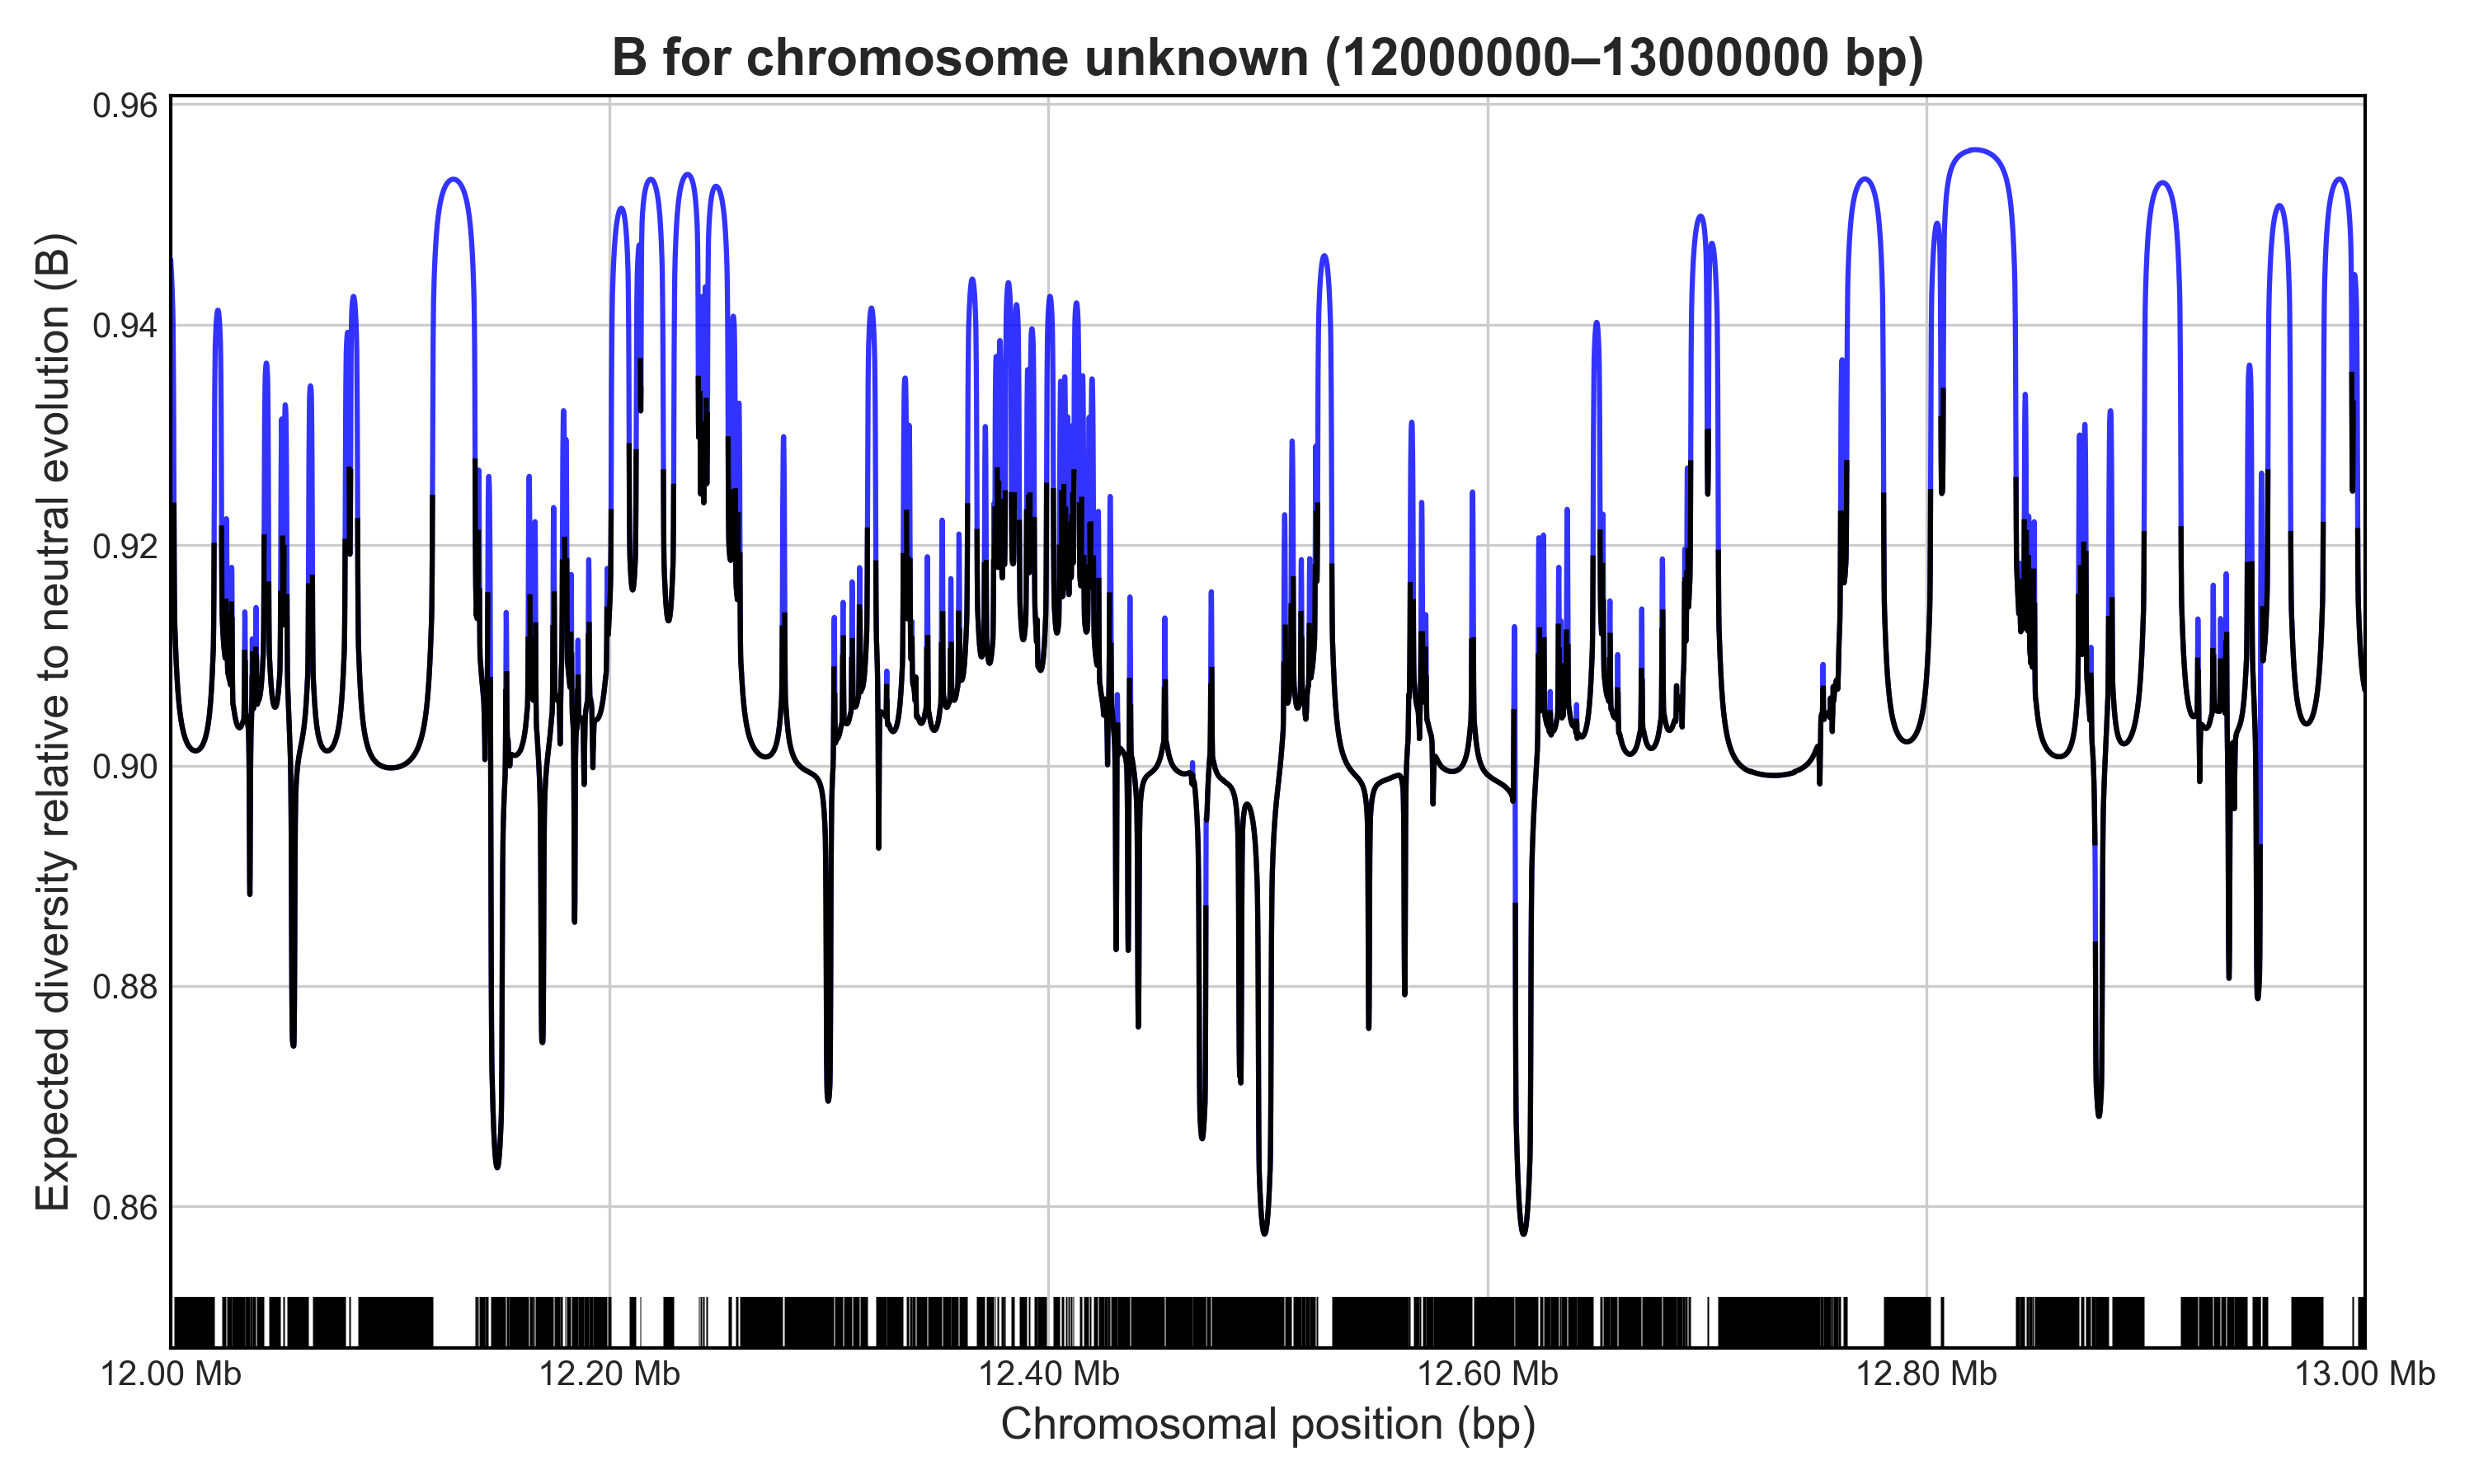 B for chromosome unknown (12000000–13000000 bp)
Expected diversity relative to neutral evolution (B)
0.96
0.94
0.92
0.90
0.88
0.86
12.00 Mb
12.20 Mb
12.40 Mb
12.60 Mb
12.80 Mb
13.00 Mb
Chromosomal position (bp)